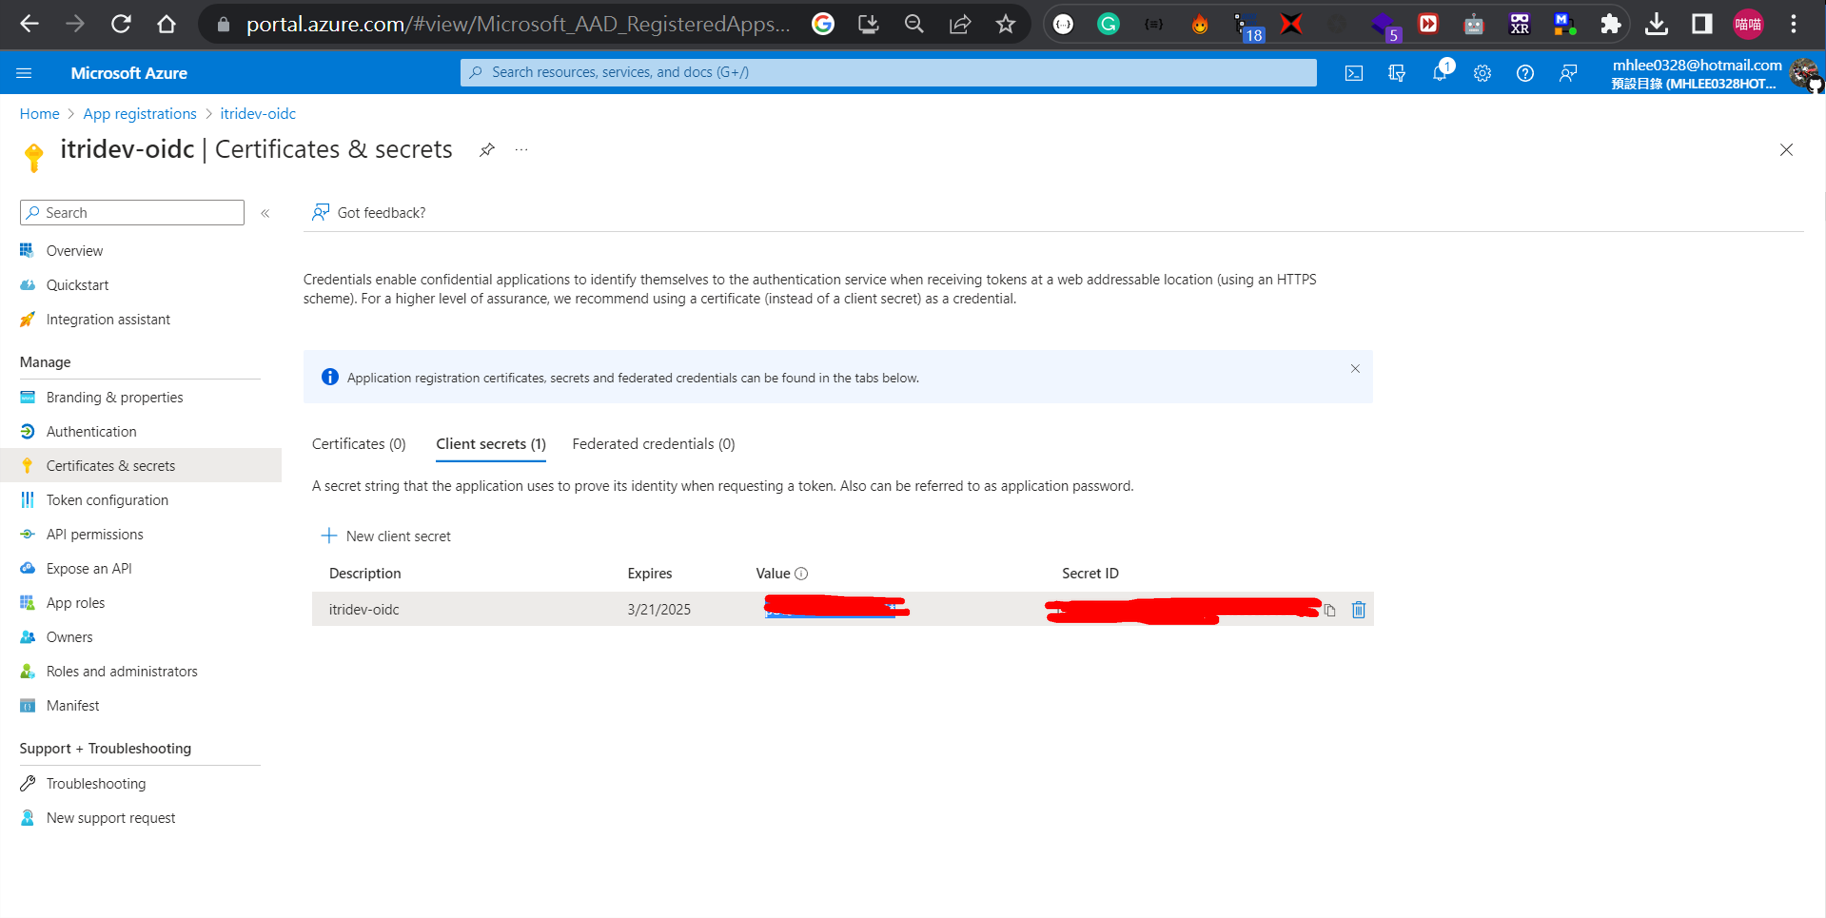 portal.azure.com/#view/Microsoft_AAD_RegisteredApps...
18
5
XR
喵喵
Microsoft Azure
Search resources, services, and docs (G+/)
1
mhlee0328@hotmail.com
預設目錄 (MHLEE0328HOT...
Home > App registrations > itridev-oidc
itridev-oidc | Certificates & secrets
...
Search
«
Got feedback?
Overview
Quickstart
Integration assistant
Manage
Branding & properties
Authentication
Certificates & secrets
Token configuration
API permissions
Expose an API
App roles
Owners
Roles and administrators
Manifest
Support + Troubleshooting
Troubleshooting
New support request
Credentials enable confidential applications to identify themselves to the authentication service when receiving tokens at a web addressable location (using an HTTPS
scheme). For a higher level of assurance, we recommend using a certificate (instead of a client secret) as a credential.
Application registration certificates, secrets and federated credentials can be found in the tabs below.
Certificates (0) Client secrets (1) Federated credentials (0)
A secret string that the application uses to prove its identity when requesting a token. Also can be referred to as application password.
New client secret
Description Expires Value Secret ID
itridev-oidc 3/21/2025